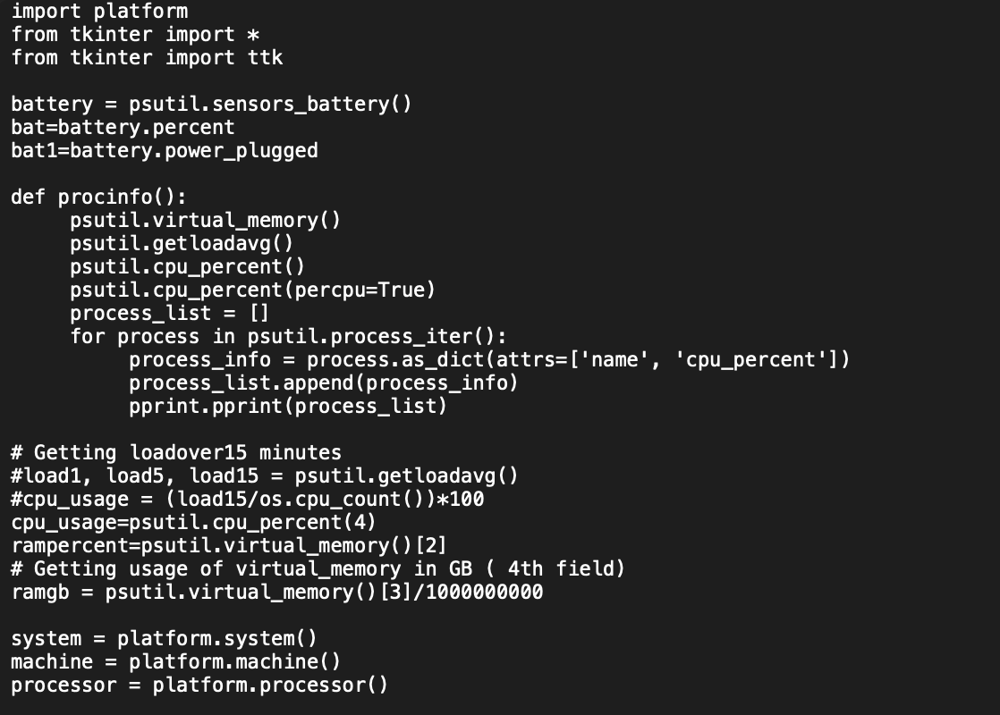 import platform
from tkinter import *
from tkinter import ttk

battery = psutil.sensors_battery()
bat=battery.percent
bat1=battery.power_plugged

def procinfo():
     psutil.virtual_memory()
     psutil.getloadavg()
     psutil.cpu_percent()
     psutil.cpu_percent(percpu=True)
     process_list = []
     for process in psutil.process_iter():
          process_info = process.as_dict(attrs=['name', 'cpu_percent'])
          process_list.append(process_info)
          pprint.pprint(process_list)

# Getting loadover15 minutes
#load1, load5, load15 = psutil.getloadavg()
#cpu_usage = (load15/os.cpu_count())*100
cpu_usage=psutil.cpu_percent(4)
rampercent=psutil.virtual_memory()[2]
# Getting usage of virtual_memory in GB ( 4th field)
ramgb = psutil.virtual_memory()[3]/1000000000

system = platform.system()
machine = platform.machine()
processor = platform.processor()